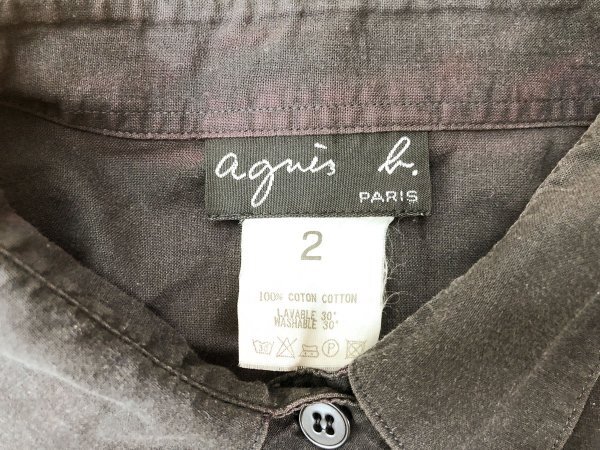 agnès b.
PARIS
2
100% COTON COTTON
LAVABLE 30°
WASHABLE 30°
P